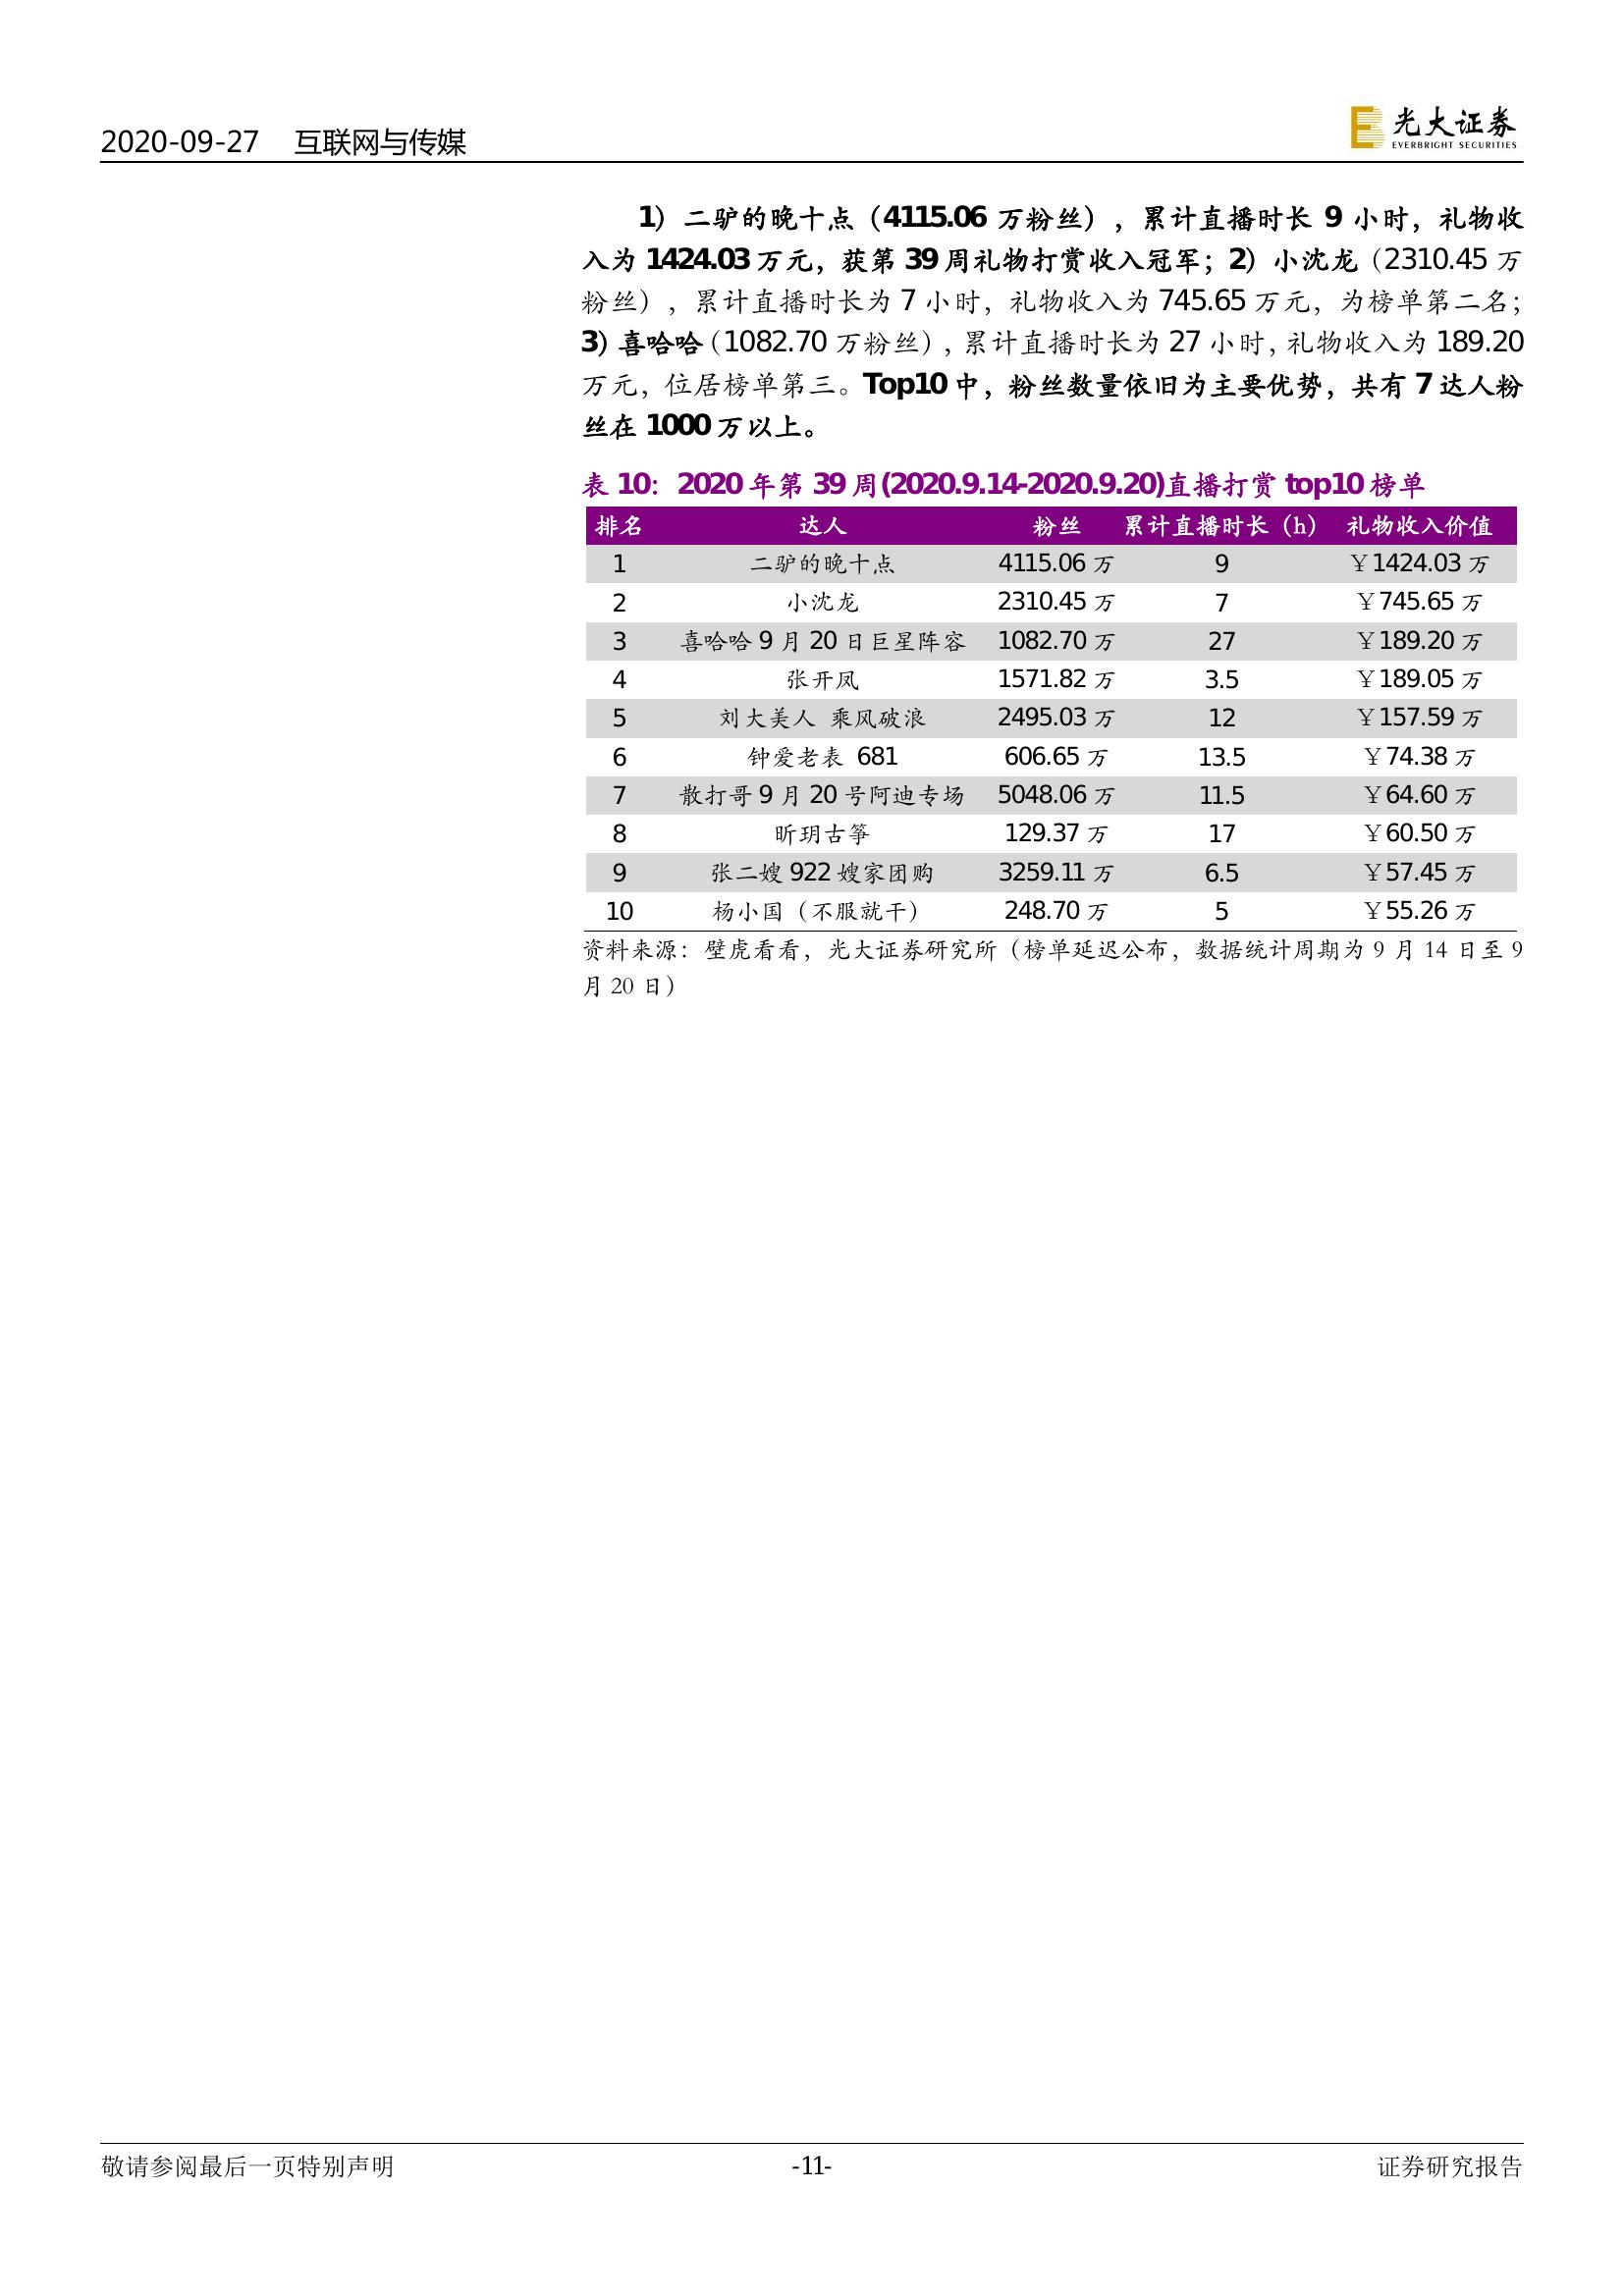 2020-09-27 互联网与传媒
光大证券
EVERBRIGHT SECURITIES
1）二驴的晚十点（4115.06 万粉丝），累计直播时长 9 小时，礼物收
入为 1424.03 万元，获第 39 周礼物打赏收入冠军；2）小沈龙（2310.45 万
粉丝），累计直播时长为 7 小时，礼物收入为 745.65 万元，为榜单第二名；
3) 喜哈哈（1082.70 万粉丝），累计直播时长为 27 小时，礼物收入为 189.20
万元，位居榜单第三。Top10 中，粉丝数量依旧为主要优势，共有 7 达人粉
丝在 1000 万以上。
表 10：2020 年第 39 周(2020.9.14-2020.9.20)直播打赏 top10 榜单
排名 达人 粉丝 累计直播时长（h） 礼物收入价值
1 二驴的晚十点 4115.06 万 9 ￥1424.03 万
2 小沈龙 2310.45 万 7 ￥745.65 万
3 喜哈哈 9 月 20 日巨星阵容 1082.70 万 27 ￥189.20 万
4 张开凤 1571.82 万 3.5 ￥189.05 万
5 刘大美人 乘风破浪 2495.03 万 12 ￥157.59 万
6 钟爱老表 681 606.65 万 13.5 ￥74.38 万
7 散打哥 9 月 20 号阿迪专场 5048.06 万 11.5 ￥64.60 万
8 昕玥古筝 129.37 万 17 ￥60.50 万
9 张二嫂 922 嫂家团购 3259.11 万 6.5 ￥57.45 万
10 杨小国（不服就干） 248.70 万 5 ￥55.26 万
资料来源：壁虎看看，光大证券研究所（榜单延迟公布，数据统计周期为 9 月 14 日至 9
月 20 日）
敬请参阅最后一页特别声明 -11- 证券研究报告